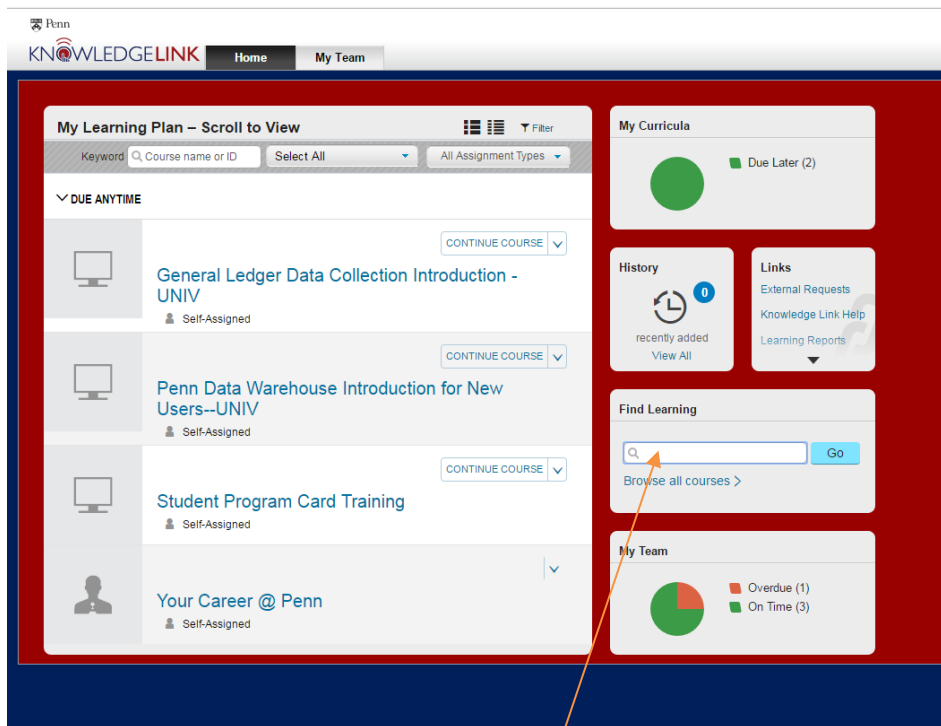 Penn
KNOWLEDGELINK
Home
My Team
My Learning Plan – Scroll to View
Filter
Keyword
Course name or ID
Select All
All Assignment Types
DUE ANYTIME
CONTINUE COURSE
General Ledger Data Collection Introduction -
UNIV
Self-Assigned
CONTINUE COURSE
Penn Data Warehouse Introduction for New
Users--UNIV
Self-Assigned
CONTINUE COURSE
Student Program Card Training
Self-Assigned
Your Career @ Penn
Self-Assigned
My Curricula
Due Later (2)
History
0
recently added
View All
Links
External Requests
Knowledge Link Help
Learning Reports
Find Learning
Go
Browse all courses >
My Team
Overdue (1)
On Time (3)